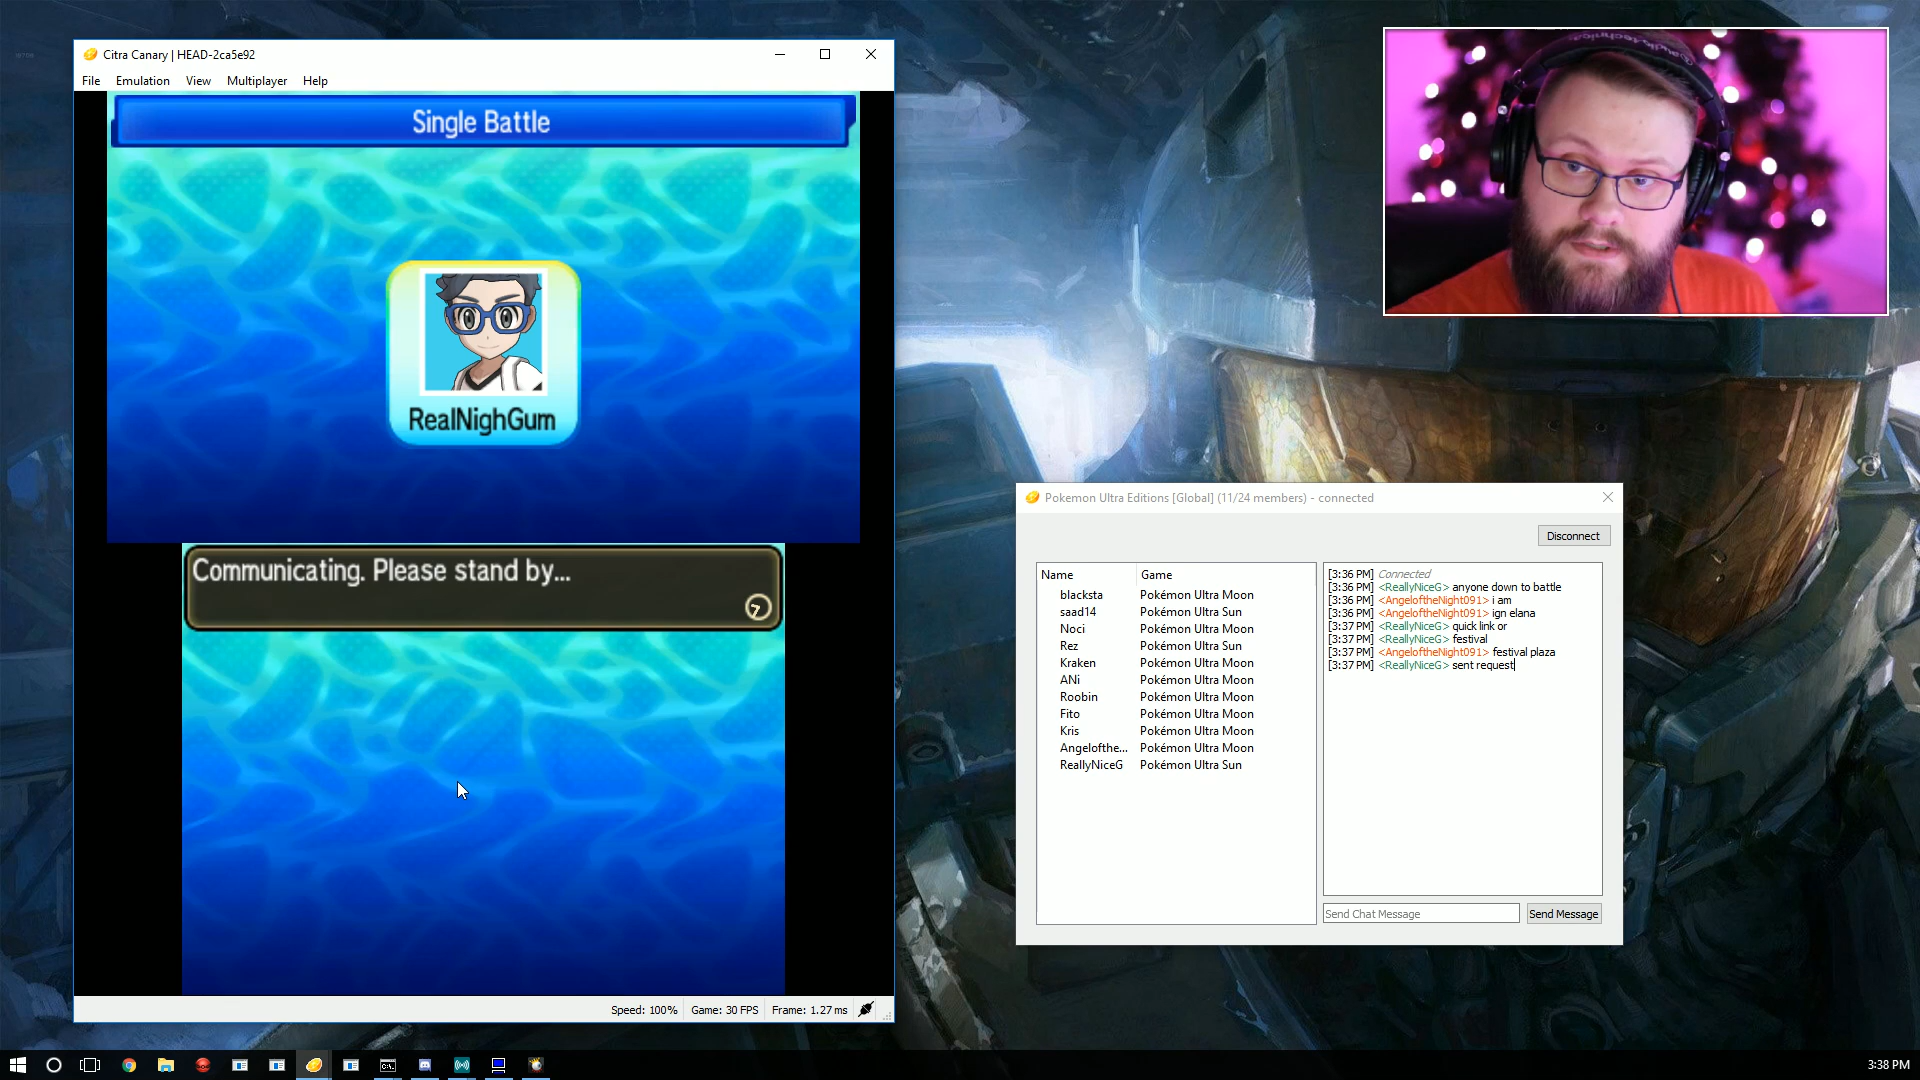 Citra Canary | HEAD-2ca5e92
File Emulation View Multiplayer Help
Single Battle
RealNighGum
Communicating. Please stand by...
Speed: 100% Game: 30 FPS Frame: 1.27 ms
Pokemon Ultra Editions [Global] (11/24 members) - connected
Disconnect
Name Game
blacksta Pokémon Ultra Moon
saad14 Pokémon Ultra Sun
Noci Pokémon Ultra Moon
Rez Pokémon Ultra Sun
Kraken Pokémon Ultra Moon
ANi Pokémon Ultra Moon
Roobin Pokémon Ultra Moon
Fito Pokémon Ultra Moon
Kris Pokémon Ultra Moon
Angelofthe... Pokémon Ultra Moon
ReallyNiceG Pokémon Ultra Sun
[3:36 PM] Connected
[3:36 PM] <ReallyNiceG> anyone down to battle
[3:36 PM] <AngeloftheNight091> i am
[3:36 PM] <AngeloftheNight091> ign elana
[3:37 PM] <ReallyNiceG> quick link or
[3:37 PM] <ReallyNiceG> festival
[3:37 PM] <AngeloftheNight091> festival plaza
[3:37 PM] <ReallyNiceG> sent request
Send Chat Message
Send Message
audio-technica
3:38 PM